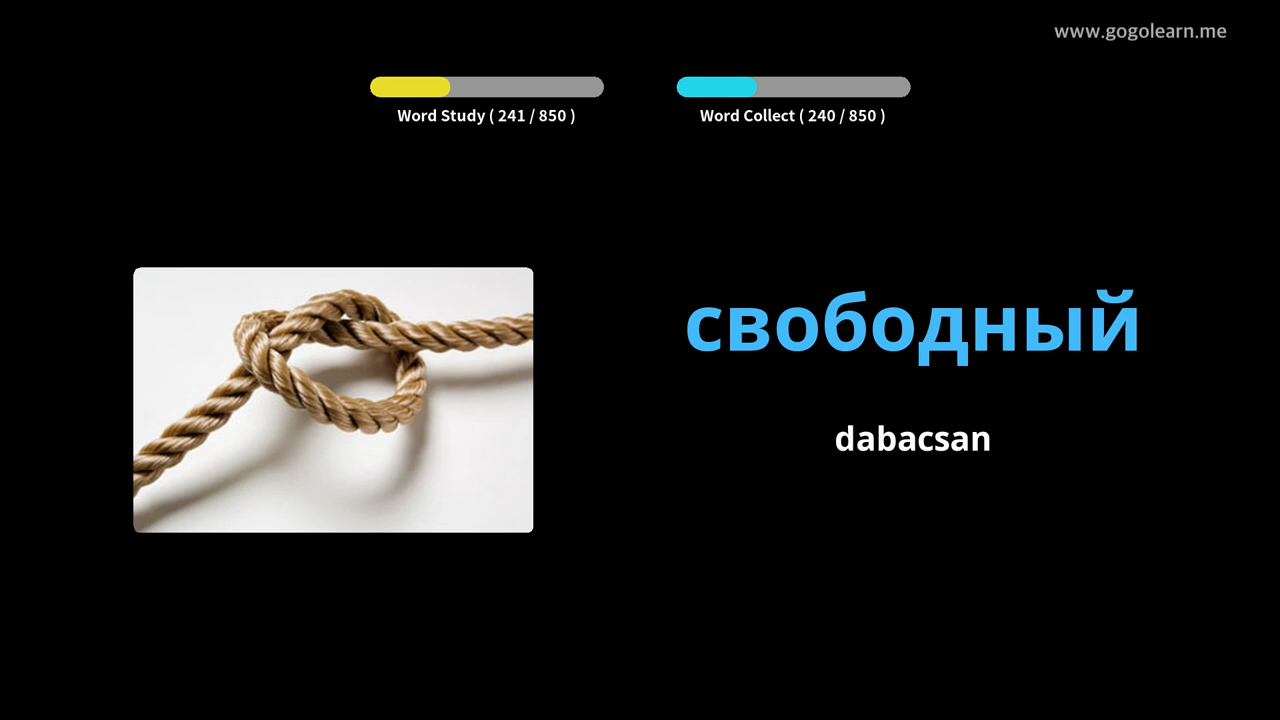 www.gogolearn.me
Word Study ( 241 / 850 )
Word Collect ( 240 / 850 )
свободный
dabacsan